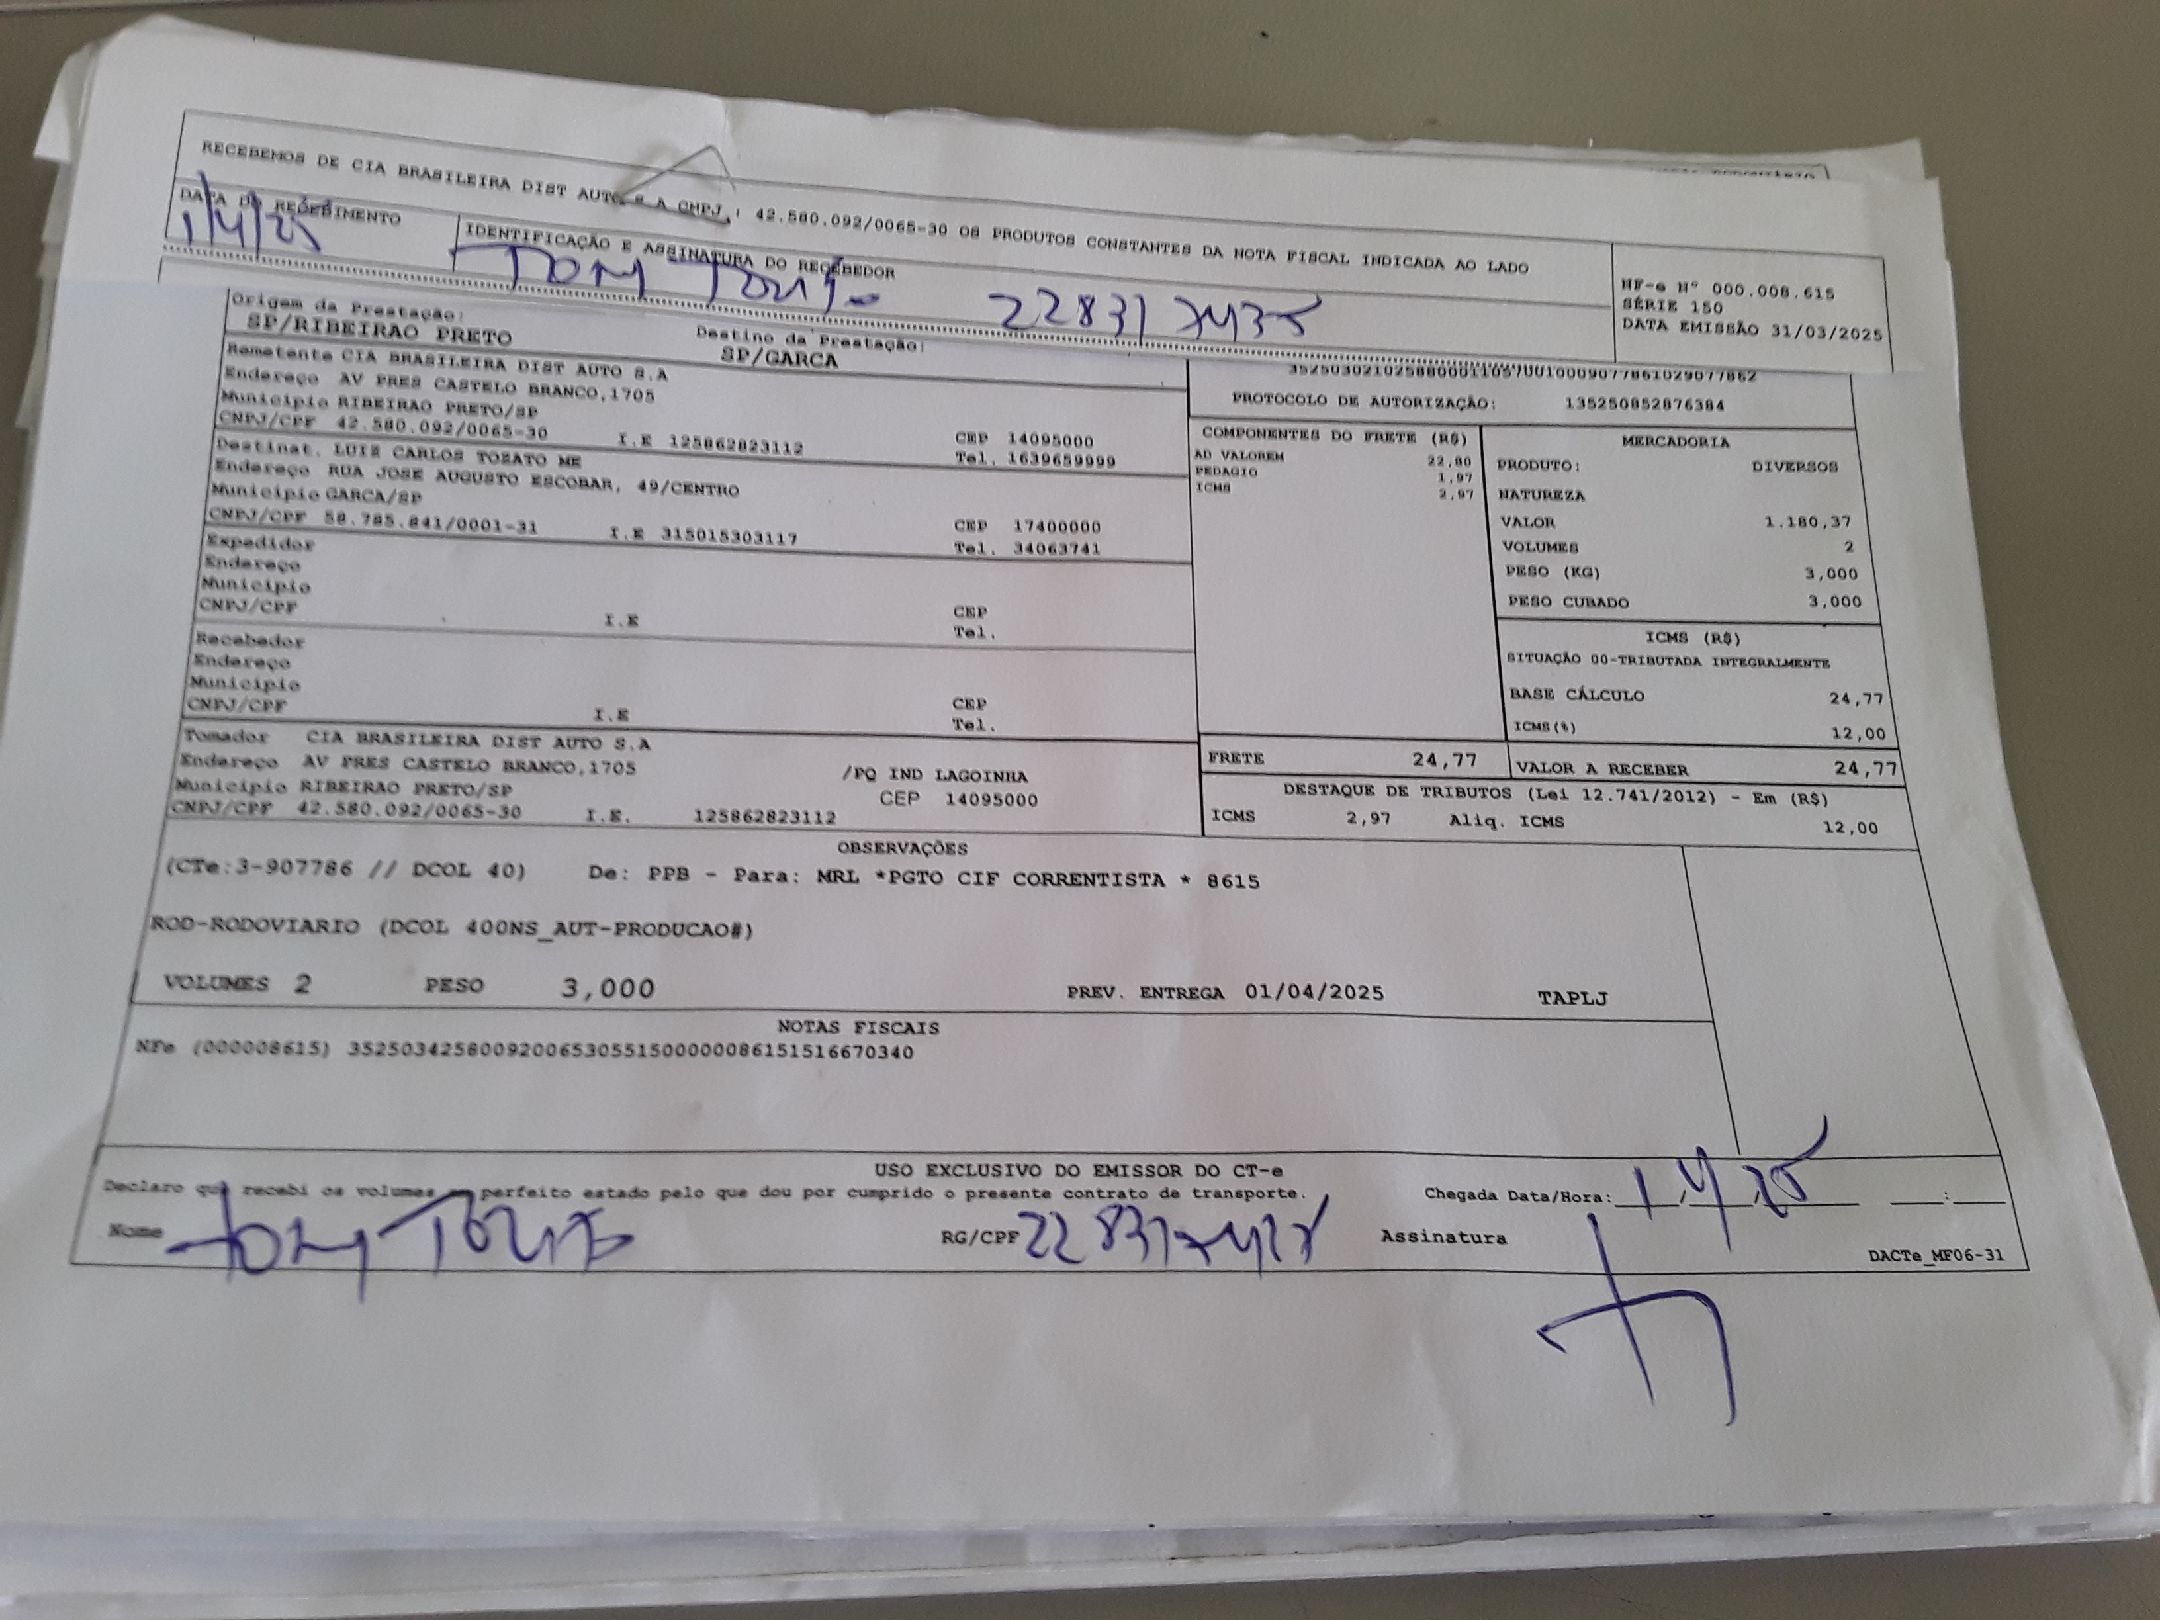 RECEBEMOS DE CIA BRASILEIRA DIST AUTO S A CNPJ : 42.580.092/0065-30 OS PRODUTOS CONSTANTES DA NOTA FISCAL INDICADA AO LADO
DATA DO RECEBIMENTO
1/4/25
IDENTIFICAÇÃO E ASSINATURA DO RECEBEDOR
NF-e Nº 000.008.615
SÉRIE 150
DATA EMISSÃO 31/03/2025
Origem da Prestação:
SP/RIBEIRAO PRETO
Destino da Prestação:
SP/GARCA
Remetente CIA BRASILEIRA DIST AUTO S.A
Endereço AV PRES CASTELO BRANCO,1705
Município RIBEIRAO PRETO/SP
CNPJ/CPF 42.580.092/0065-30 I.E 125862823112
CEP 14095000
Tel. 1639659999
Destinat. LUIZ CARLOS TOZATO ME
Endereço RUA JOSE AUGUSTO ESCOBAR, 49/CENTRO
Município GARCA/SP
CNPJ/CPF 58.785.841/0001-31 I.E 315015303117
CEP 17400000
Tel. 34063741
Expedidor
Endereço
Município
CNPJ/CPF I.E
CEP
Tel.
Recebedor
Endereço
Município
CNPJ/CPF I.E
CEP
Tel.
Tomador CIA BRASILEIRA DIST AUTO S.A
Endereço AV PRES CASTELO BRANCO,1705 /PQ IND LAGOINHA
Município RIBEIRAO PRETO/SP CEP 14095000
CNPJ/CPF 42.580.092/0065-30 I.E. 125862823112
PROTOCOLO DE AUTORIZAÇÃO: 135250852876384
COMPONENTES DO FRETE (R$)
AD VALOREM 22,80
PEDAGIO 1,97
ICMS 2,97
MERCADORIA
PRODUTO: DIVERSOS
NATUREZA
VALOR 1.180,37
VOLUMES 2
PESO (KG) 3,000
PESO CUBADO 3,000
ICMS (R$)
SITUAÇÃO 00-TRIBUTADA INTEGRALMENTE
BASE CÁLCULO 24,77
ICMS(%) 12,00
FRETE 24,77
VALOR A RECEBER 24,77
DESTAQUE DE TRIBUTOS (Lei 12.741/2012) - Em (R$)
ICMS 2,97 Aliq. ICMS 12,00
OBSERVAÇÕES
(CTe:3-907786 // DCOL 40) De: PPB - Para: MRL *PGTO CIF CORRENTISTA * 8615
ROD-RODOVIARIO (DCOL 400NS_AUT-PRODUCAO#)
VOLUMES 2 PESO 3,000 PREV. ENTREGA 01/04/2025 TAPLJ
NOTAS FISCAIS
NFe (000008615) 35250342580092006530551500000086151516670340
USO EXCLUSIVO DO EMISSOR DO CT-e
Declaro que recebi os volumes perfeito estado pelo que dou por cumprido o presente contrato de transporte.
Chegada Data/Hora: 1/4/25 :
Nome
RG/CPF
Assinatura
DACTe_MF06-31